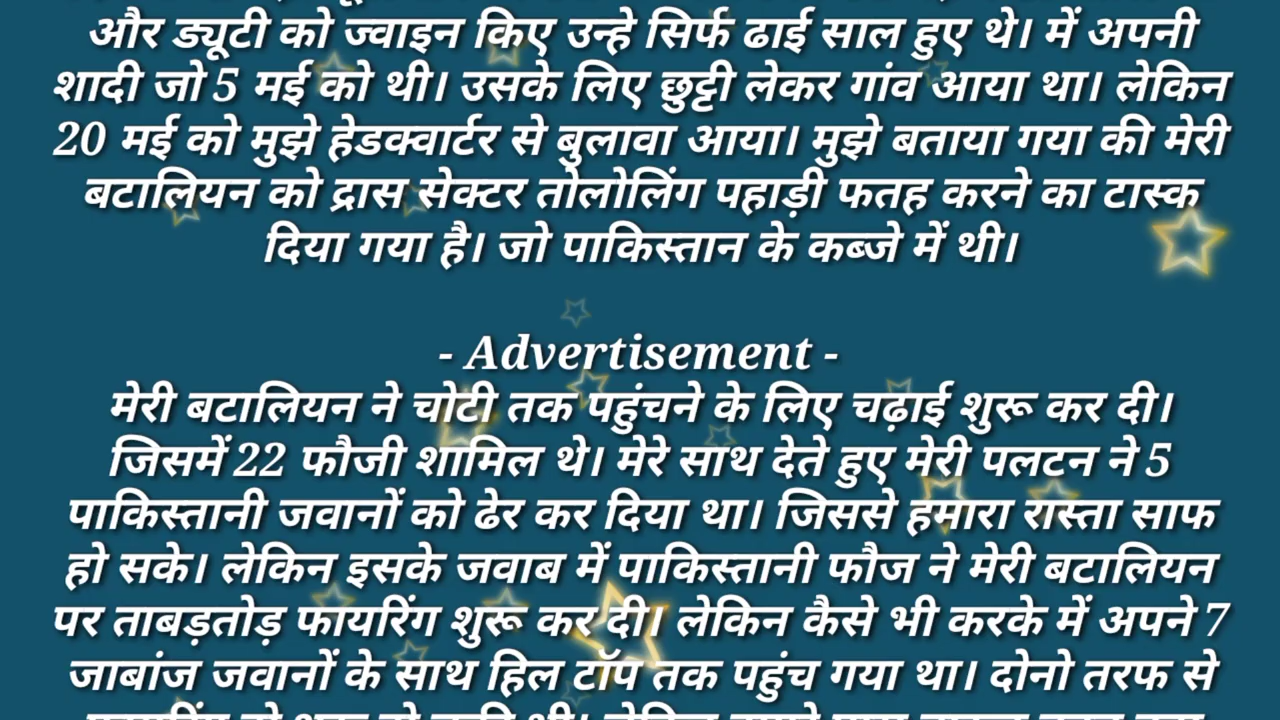 और ड्यूटी को ज्वाइन किए उन्हे सिर्फ ढाई साल हुए थे। में अपनी
शादी जो 5 मई को थी। उसके लिए छुट्टी लेकर गांव आया था। लेकिन
20 मई को मुझे हेडक्वार्टर से बुलावा आया। मुझे बताया गया की मेरी
बटालियन को द्रास सेक्टर तोलोलिंग पहाड़ी फतह करने का टास्क
दिया गया है। जो पाकिस्तान के कब्जे में थी।
- Advertisement -
मेरी बटालियन ने चोटी तक पहुंचने के लिए चढ़ाई शुरू कर दी।
जिसमें 22 फौजी शामिल थे। मेरे साथ देते हुए मेरी पलटन ने 5
पाकिस्तानी जवानों को ढेर कर दिया था। जिससे हमारा रास्ता साफ
हो सके। लेकिन इसके जवाब में पाकिस्तानी फौज ने मेरी बटालियन
पर ताबड़तोड़ फायरिंग शुरू कर दी। लेकिन कैसे भी करके में अपने 7
जाबांज जवानों के साथ हिल टॉप तक पहुंच गया था। दोनो तरफ से